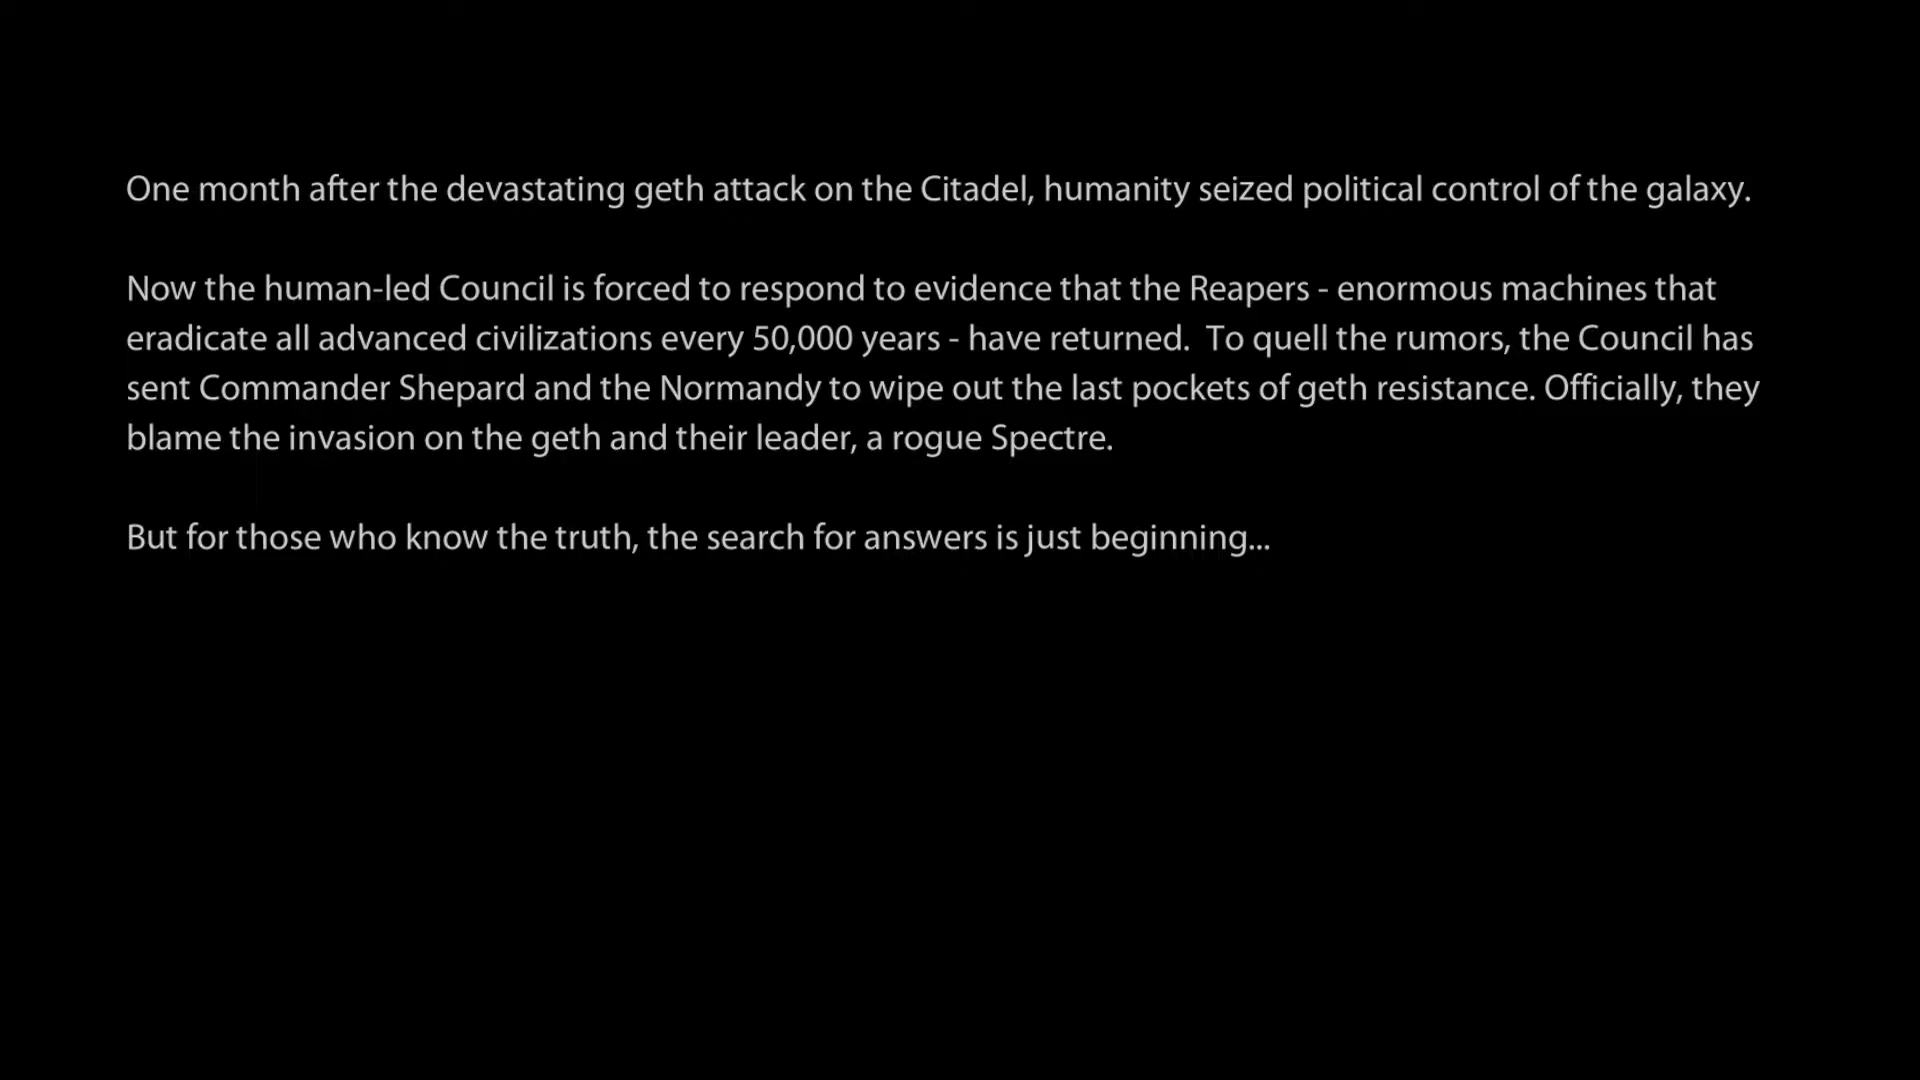 One month after the devastating geth attack on the Citadel, humanity seized political control of the galaxy.
Now the human-led Council is forced to respond to evidence that the Reapers - enormous machines that
eradicate all advanced civilizations every 50,000 years - have returned.  To quell the rumors, the Council has
sent Commander Shepard and the Normandy to wipe out the last pockets of geth resistance. Officially, they
blame the invasion on the geth and their leader, a rogue Spectre.
But for those who know the truth, the search for answers is just beginning...